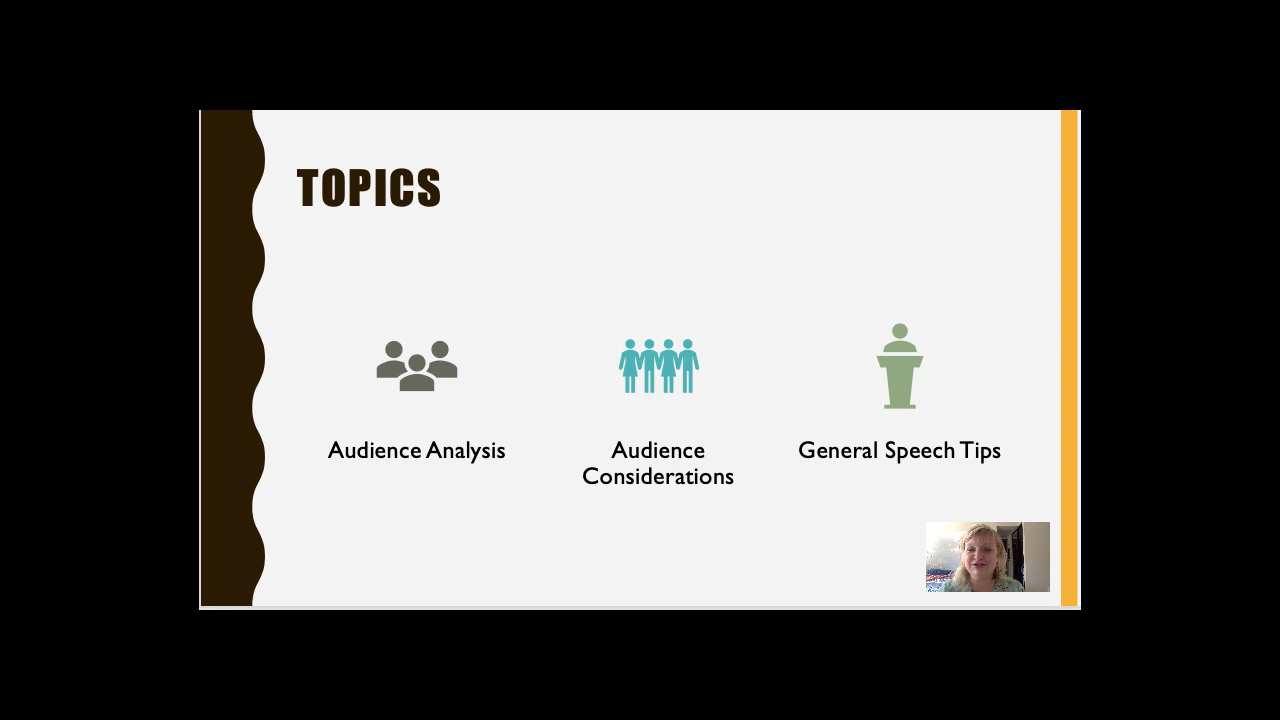 TOPICS
Audience Analysis
Audience
Considerations
General Speech Tips